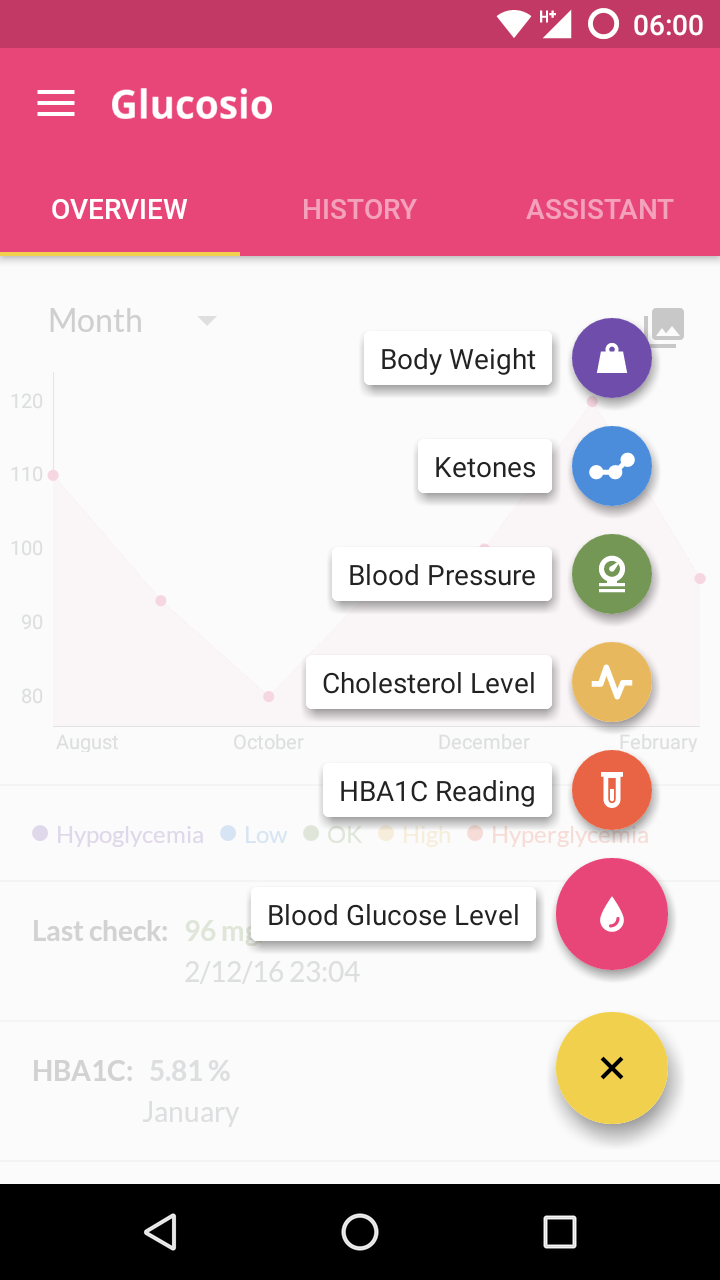 H+ 06:00
Glucosio
OVERVIEW HISTORY ASSISTANT
Month
Body Weight
120
Ketones
110
100
Blood Pressure
90
Cholesterol Level
80
August October December February
HBA1C Reading
Hypoglycemia Low OK High Hyperglycemia
Blood Glucose Level
Last check: 96
2/12/16 23:04
HBA1C: 5.81 %
January